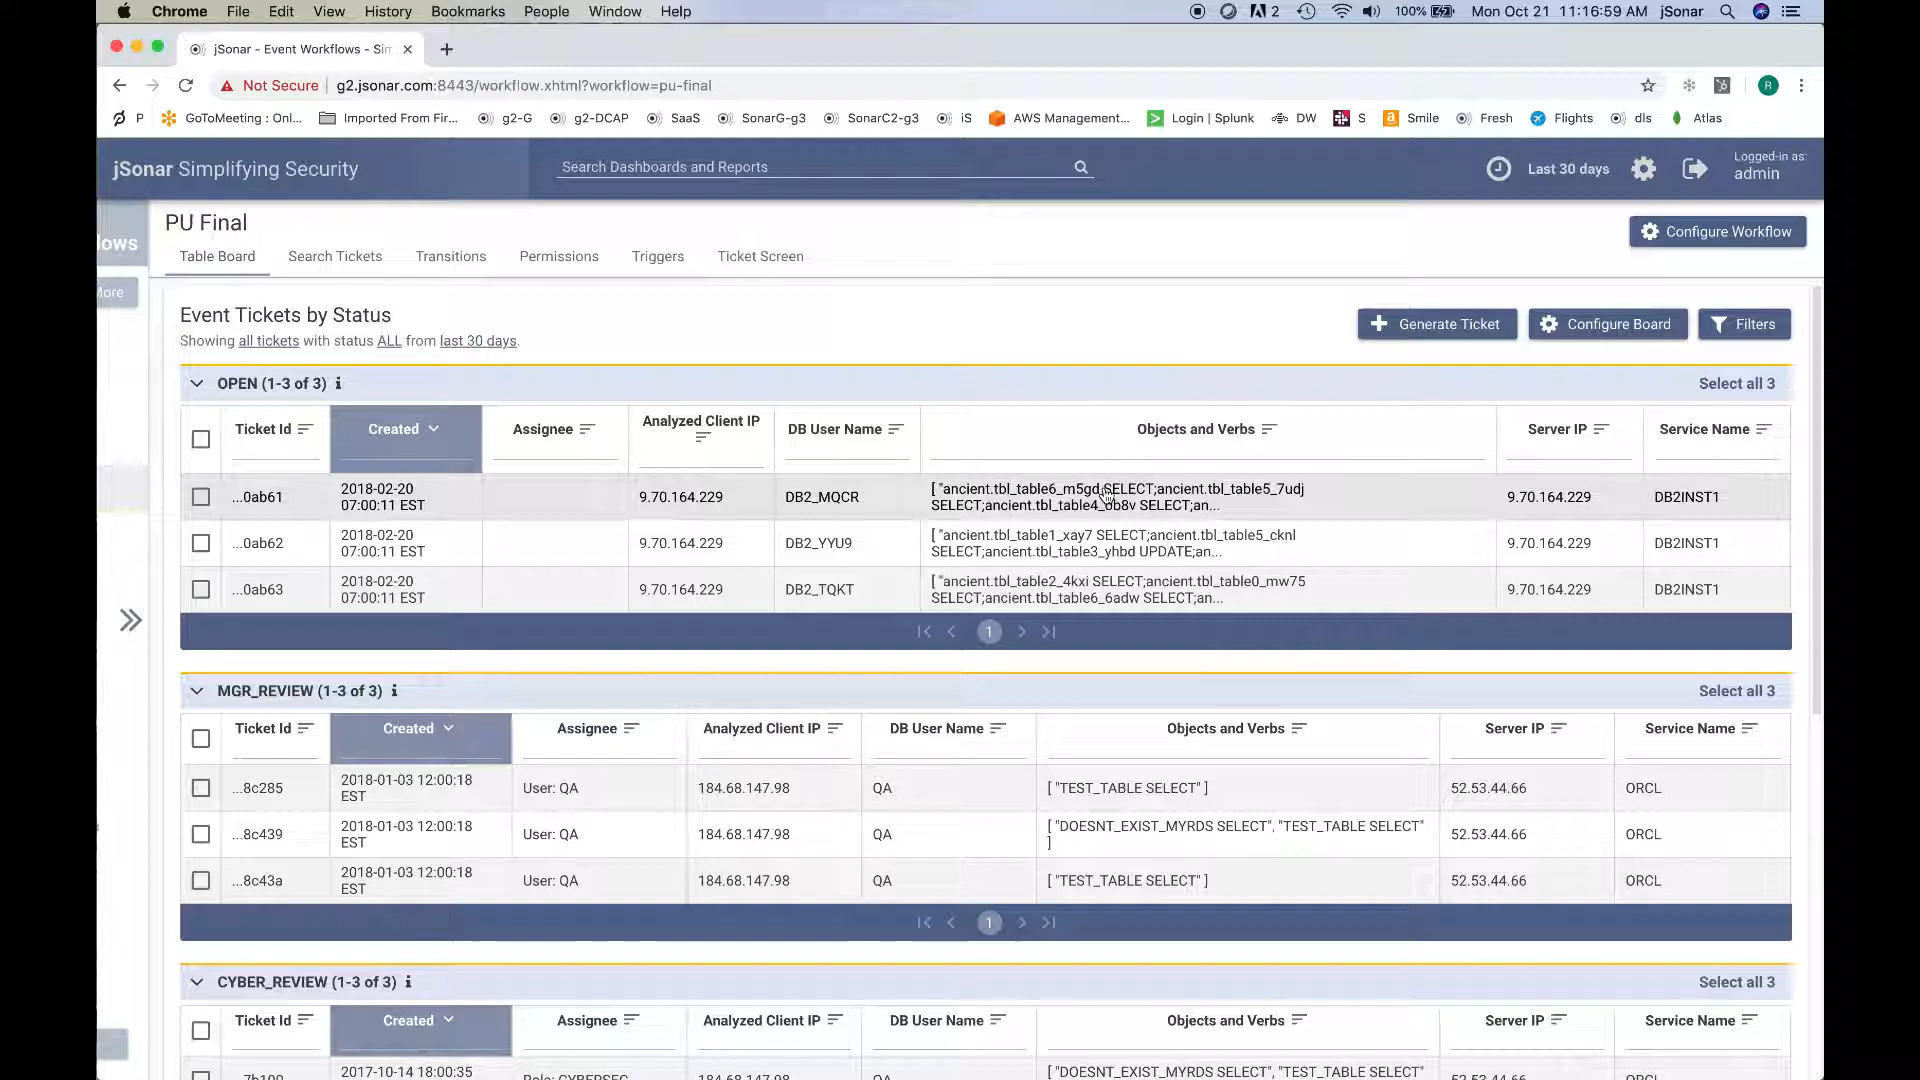 Chrome File Edit View History Bookmarks People Window Help 2 100% Mon Oct 21 11:16:59 AM jSonar
jSonar - Event Workflows - Sim
Not Secure g2.jsonar.com:8443/workflow.xhtml?workflow=pu-final R
P GoToMeeting : Onl... Imported From Fir... g2-G g2-DCAP SaaS SonarG-g3 SonarC2-g3 iS AWS Management... Login | Splunk DW S Smile Fresh Flights dls Atlas
jSonar Simplifying Security Search Dashboards and Reports Last 30 days Logged-in as:
admin
PU Final
lows
Configure Workflow
Table Board Search Tickets Transitions Permissions Triggers Ticket Screen
More
Event Tickets by Status
Generate Ticket Configure Board Filters
Showing all tickets with status ALL from last 30 days.
OPEN (1-3 of 3) Select all 3
Ticket Id Created Assignee Analyzed Client IP DB User Name Objects and Verbs Server IP Service Name
...0ab61 2018-02-20 07:00:11 EST 9.70.164.229 DB2_MQCR [ "ancient.tbl_table6_m5gd SELECT;ancient.tbl_table5_7udj 9.70.164.229 DB2INST1
SELECT;ancient.tbl_table4_ob8v SELECT;an...
...0ab62 2018-02-20 07:00:11 EST 9.70.164.229 DB2_YYU9 [ "ancient.tbl_table1_xay7 SELECT;ancient.tbl_table5_cknl 9.70.164.229 DB2INST1
SELECT;ancient.tbl_table3_yhbd UPDATE;an...
...0ab63 2018-02-20 07:00:11 EST 9.70.164.229 DB2_TQKT [ "ancient.tbl_table2_4kxi SELECT;ancient.tbl_table0_mw75 9.70.164.229 DB2INST1
SELECT;ancient.tbl_table6_6adw SELECT;an...
1
MGR_REVIEW (1-3 of 3) Select all 3
Ticket Id Created Assignee Analyzed Client IP DB User Name Objects and Verbs Server IP Service Name
...8c285 2018-01-03 12:00:18 EST User: QA 184.68.147.98 QA [ "TEST_TABLE SELECT" ] 52.53.44.66 ORCL
...8c439 2018-01-03 12:00:18 EST User: QA 184.68.147.98 QA [ "DOESNT_EXIST_MYRDS SELECT", "TEST_TABLE SELECT" ] 52.53.44.66 ORCL
...8c43a 2018-01-03 12:00:18 EST User: QA 184.68.147.98 QA [ "TEST_TABLE SELECT" ] 52.53.44.66 ORCL
1
CYBER_REVIEW (1-3 of 3) Select all 3
Ticket Id Created Assignee Analyzed Client IP DB User Name Objects and Verbs Server IP Service Name
...7b100 2017-10-14 18:00:35 Role: CYBERSEC 184.68.147.98 QA [ "DOESNT_EXIST_MYRDS SELECT", "TEST_TABLE SELECT" 52.53.44.66 ORCL